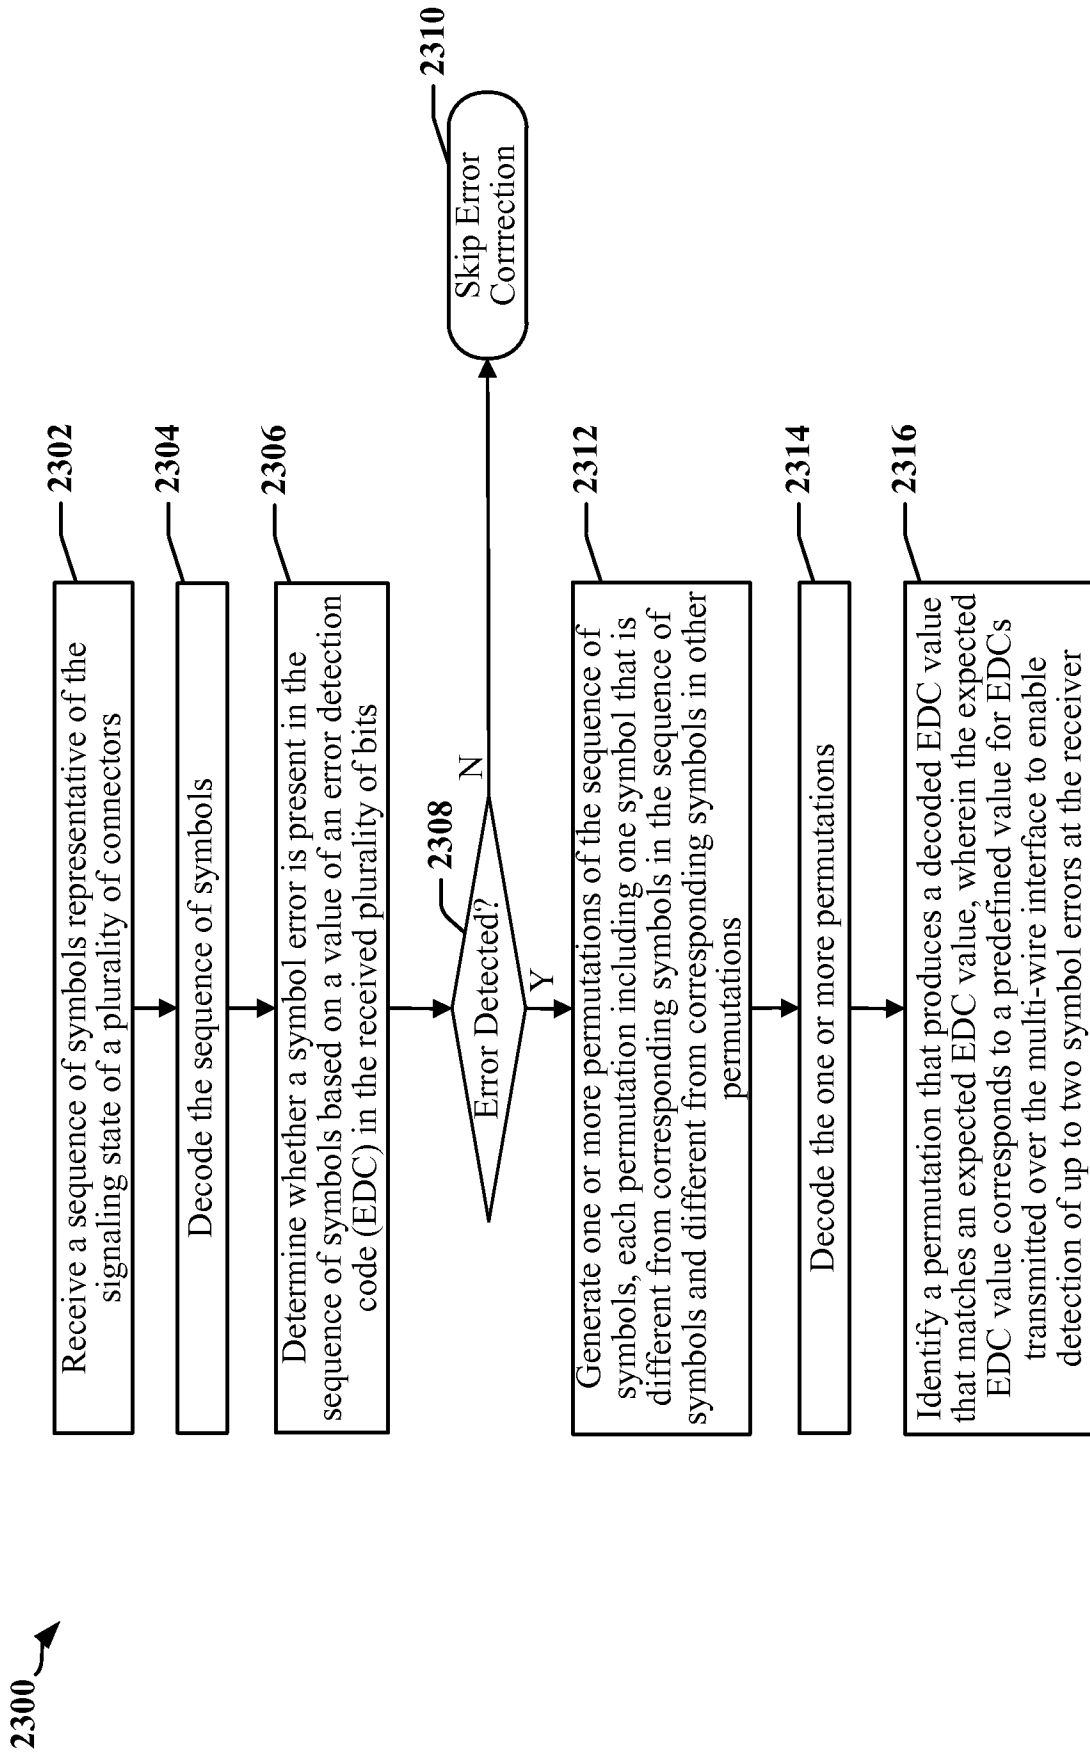 2300
2302
Receive a sequence of symbols representative of the
signaling state of a plurality of connectors
2304
Decode the sequence of symbols
2306
Determine whether a symbol error is present in the
sequence of symbols based on a value of an error detection
code (EDC) in the received plurality of bits
2308
Error Detected?
N
Y
2310
Skip Error
Corrrection
2312
Generate one or more permutations of the sequence of
symbols, each permutation including one symbol that is
different from corresponding symbols in the sequence of
symbols and different from corresponding symbols in other
permutations
2314
Decode the one or more permutations
2316
Identify a permutation that produces a decoded EDC value
that matches an expected EDC value, wherein the expected
EDC value corresponds to a predefined value for EDCs
transmitted over the multi-wire interface to enable
detection of up to two symbol errors at the receiver